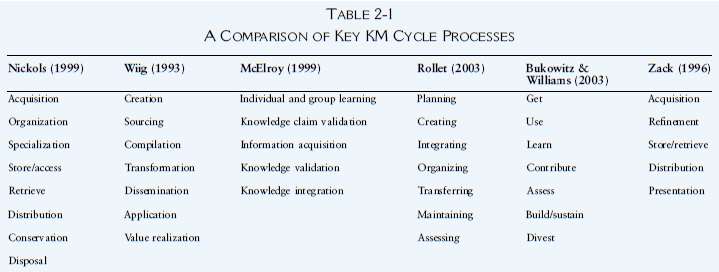 TABLE 2-1
A COMPARISON OF KEY KM CYCLE PROCESSES
Nickols (1999) Wiig (1993) McElroy (1999) Rollet (2003) Bukowitz & Williams (2003) Zack (1996)
Acquisition Creation Individual and group learning Planning Get Acquisition
Organization Sourcing Knowledge claim validation Creating Use Refinement
Specialization Compilation Information acquisition Integrating Learn Store/retrieve
Store/access Transformation Knowledge validation Organizing Contribute Distribution
Retrieve Dissemination Knowledge integration Transferring Assess Presentation
Distribution Application Maintaining Build/sustain
Conservation Value realization Assessing Divest
Disposal